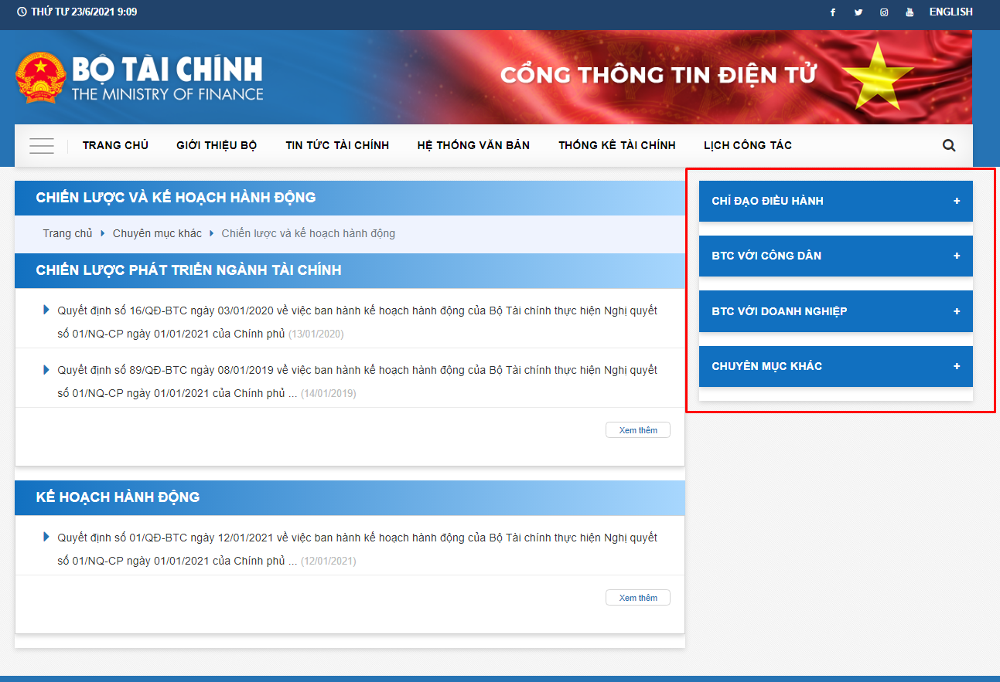 THỨ TƯ 23/6/2021 9:09
ENGLISH
BỘ TÀI CHÍNH
THE MINISTRY OF FINANCE
CỔNG THÔNG TIN ĐIỆN TỬ
TRANG CHỦ
GIỚI THIỆU BỘ
TIN TỨC TÀI CHÍNH
HỆ THỐNG VĂN BẢN
THỐNG KÊ TÀI CHÍNH
LỊCH CÔNG TÁC
CHIẾN LƯỢC VÀ KẾ HOẠCH HÀNH ĐỘNG
Trang chủ
Chuyên mục khác
Chiến lược và kế hoạch hành động
CHIẾN LƯỢC PHÁT TRIỂN NGÀNH TÀI CHÍNH
Quyết định số 16/QĐ-BTC ngày 03/01/2020 về việc ban hành kế hoạch hành động của Bộ Tài chính thực hiện Nghị quyết
số 01/NQ-CP ngày 01/01/2021 của Chính phủ (13/01/2020)
Quyết định số 89/QĐ-BTC ngày 08/01/2019 về việc ban hành kế hoạch hành động của Bộ Tài chính thực hiện Nghị quyết
số 01/NQ-CP ngày 01/01/2021 của Chính phủ ... (14/01/2019)
Xem thêm
KẾ HOẠCH HÀNH ĐỘNG
Quyết định số 01/QĐ-BTC ngày 12/01/2021 về việc ban hành kế hoạch hành động của Bộ Tài chính thực hiện Nghị quyết
số 01/NQ-CP ngày 01/01/2021 của Chính phủ ... (12/01/2021)
Xem thêm
CHỈ ĐẠO ĐIỀU HÀNH +
BTC VỚI CÔNG DÂN +
BTC VỚI DOANH NGHIỆP +
CHUYÊN MỤC KHÁC +